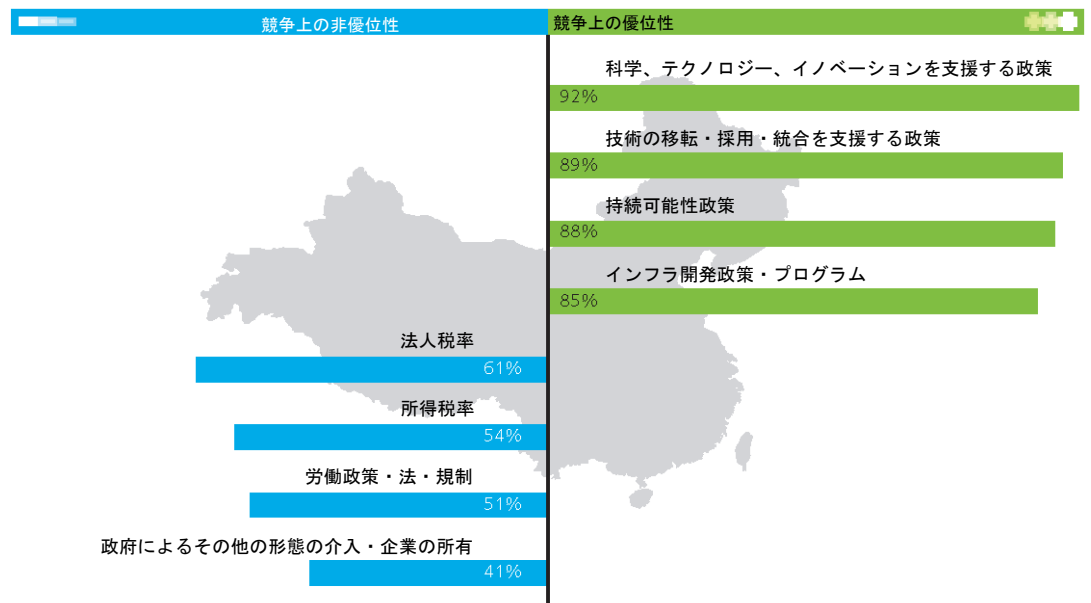 競争上の非優位性
競争上の優位性
科学、テクノロジー、イノベーションを支援する政策
92%
技術の移転・採用・統合を支援する政策
89%
持続可能性政策
88%
インフラ開発政策・プログラム
85%
法人税率
61%
所得税率
54%
労働政策・法・規制
51%
政府によるその他の形態の介入・企業の所有
41%